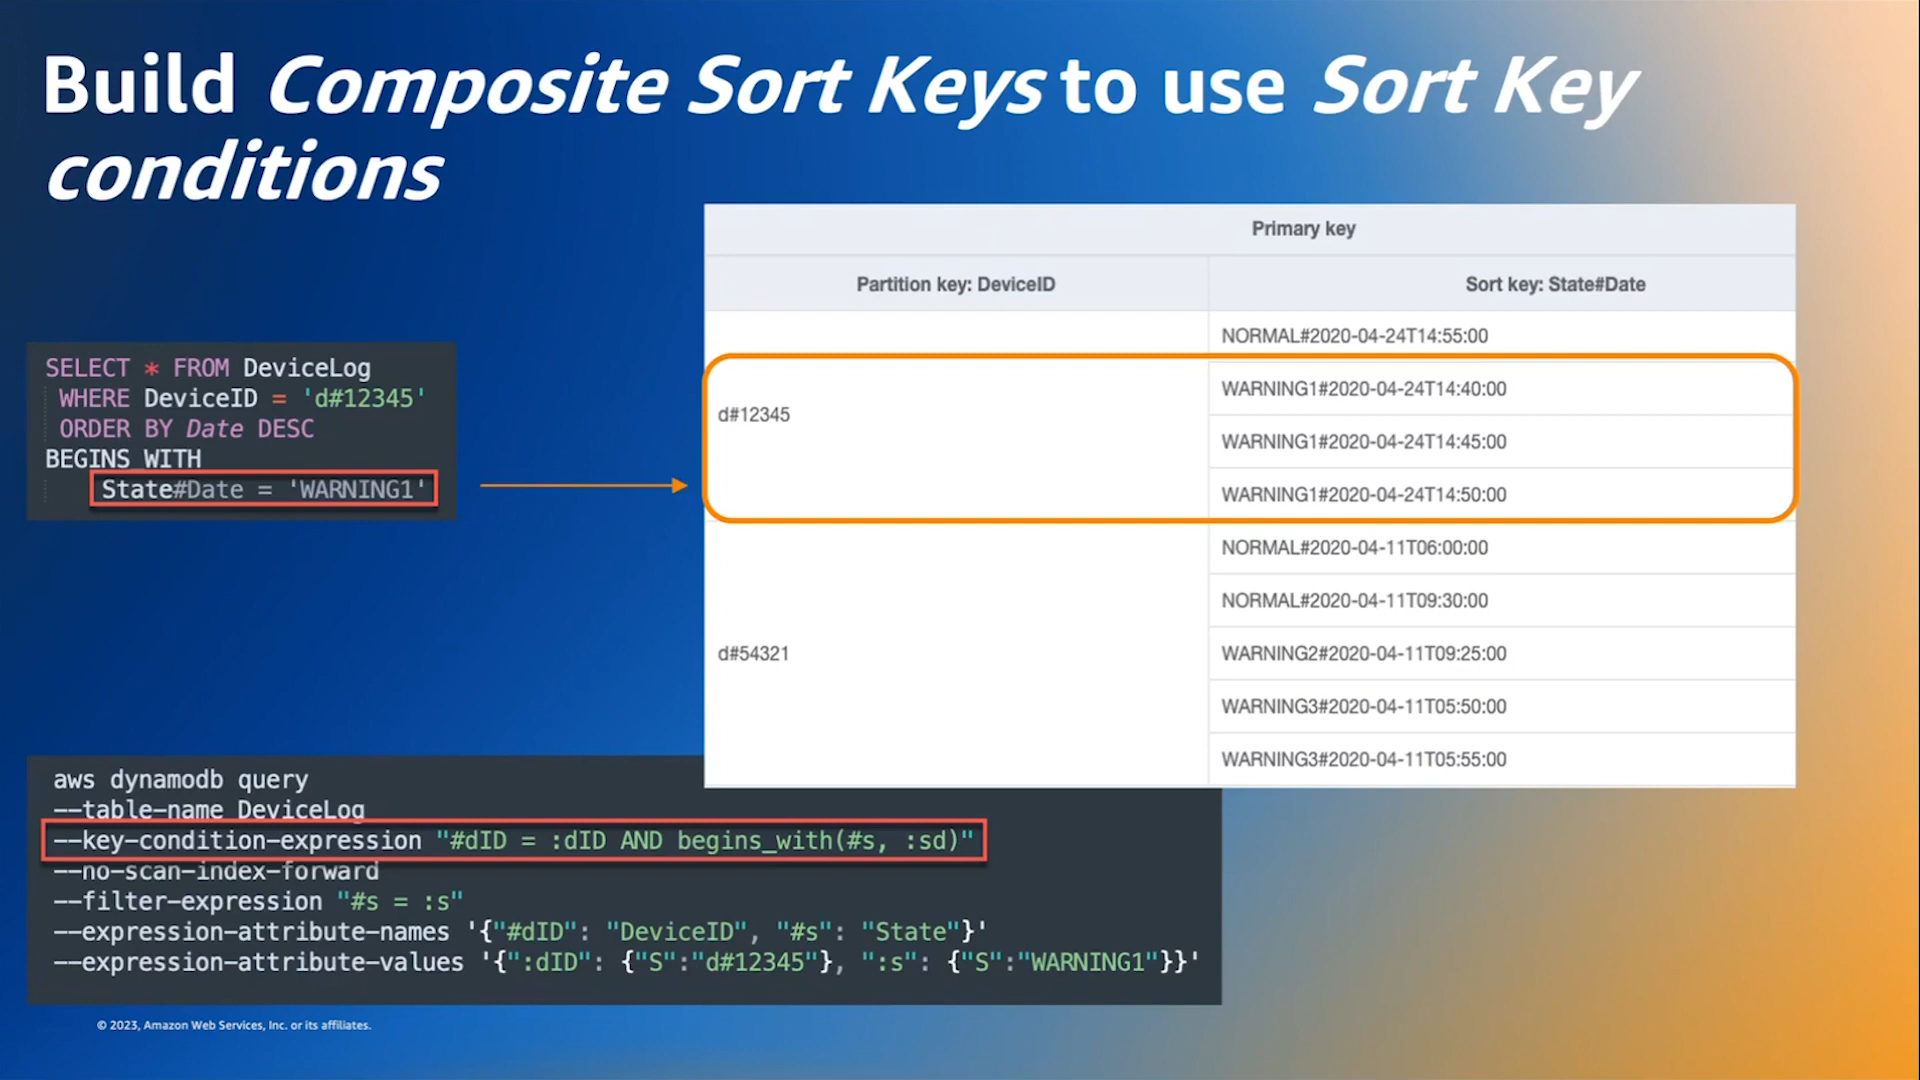 Build Composite Sort Keys to use Sort Key
conditions
SELECT * FROM DeviceLog
WHERE DeviceID = 'd#12345'
ORDER BY Date DESC
BEGINS WITH
State#Date = 'WARNING1'
Primary key
Partition key: DeviceID
Sort key: State#Date
d#12345
NORMAL#2020-04-24T14:55:00
WARNING1#2020-04-24T14:40:00
WARNING1#2020-04-24T14:45:00
WARNING1#2020-04-24T14:50:00
d#54321
NORMAL#2020-04-11T06:00:00
NORMAL#2020-04-11T09:30:00
WARNING2#2020-04-11T09:25:00
WARNING3#2020-04-11T05:50:00
WARNING3#2020-04-11T05:55:00
aws dynamodb query
--table-name DeviceLog
--key-condition-expression "#dID = :dID AND begins_with(#s, :sd)"
--no-scan-index-forward
--filter-expression "#s = :s"
--expression-attribute-names '{"#dID": "DeviceID", "#s": "State"}'
--expression-attribute-values '{":dID": {"S":"d#12345"}, ":s": {"S":"WARNING1"}}'
© 2023, Amazon Web Services, Inc. or its affiliates.